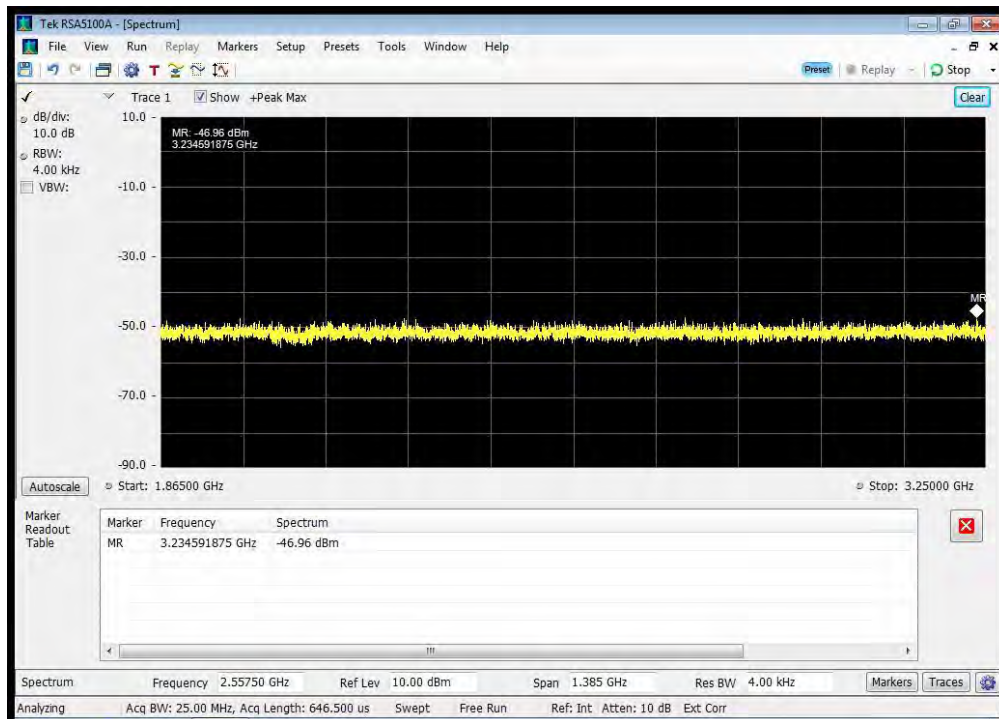 Tek RSA5100A - [Spectrum]
File View Run Replay Markers Setup Presets Tools Window Help
T Preset Replay Stop
Trace 1 Show +Peak Max Clear
dB/div:
10.0 dB
RBW:
4.00 kHz
VBW:
10.0
MR: -46.96 dBm
3.234591875 GHz
-10.0
-30.0
MR
-50.0
-70.0
-90.0
Autoscale Start: 1.86500 GHz Stop: 3.25000 GHz
Marker Readout Table
Marker Frequency Spectrum
MR 3.234591875 GHz -46.96 dBm
Spectrum Frequency 2.55750 GHz Ref Lev 10.00 dBm Span 1.385 GHz Res BW 4.00 kHz Markers Traces
Analyzing Acq BW: 25.00 MHz, Acq Length: 646.500 us Swept Free Run Ref: Int Atten: 10 dB Ext Corr